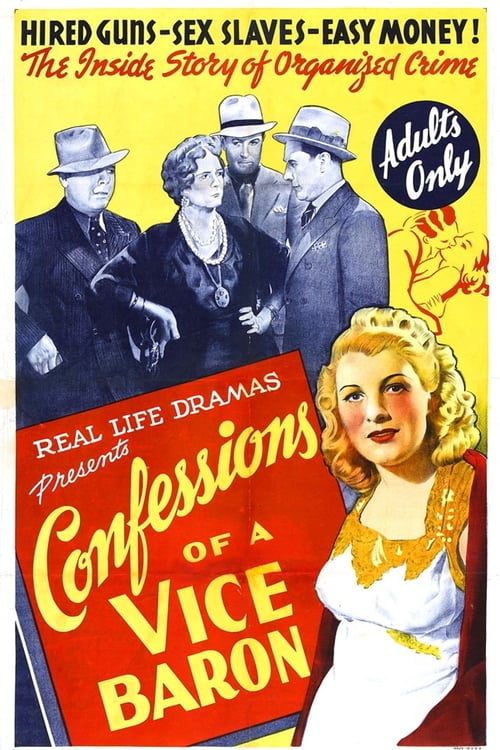 HIRED GUNS-SEX SLAVES-EASY MONEY!
The Inside Story of Organized Crime
Adults
Only
REAL LIFE DRAMAS
Presents
Confessions
OF A
VICE
BARON